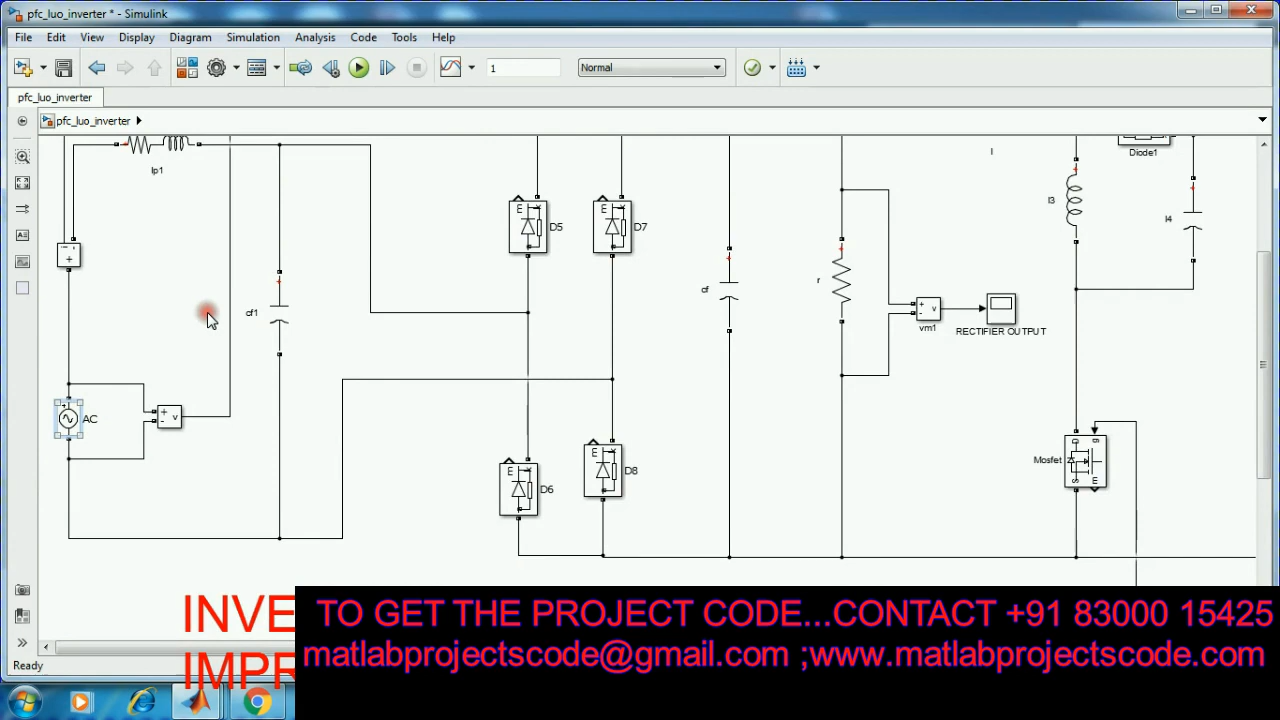 pfc_luo_inverter * - Simulink
File Edit View Display Diagram Simulation Analysis Code Tools Help
1
Normal
pfc_luo_inverter
pfc_luo_inverter
lp1
Diode1
l
l3
l4
D5
D7
cf1
cf
r
vm1
v
RECTIFIER OUTPUT
AC
v
D6
D8
Mosfet
INVE
IMPR
TO GET THE PROJECT CODE...CONTACT +91 83000 15425
matlabprojectscode@gmail.com ;www.matlabprojectscode.com
Ready